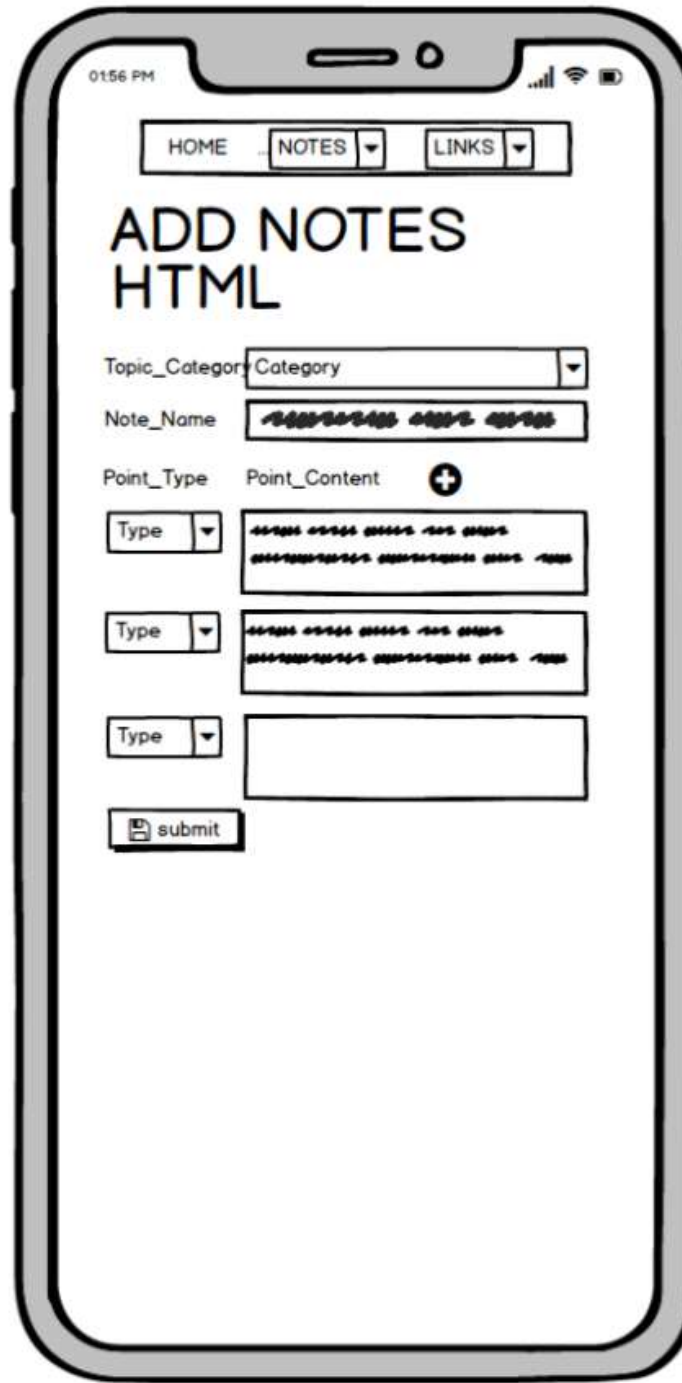 01:56 PM
HOME ... NOTES LINKS
ADD NOTES
HTML
Topic_Category Category
Note_Name
Point_Type Point_Content
Type
Type
Type
submit